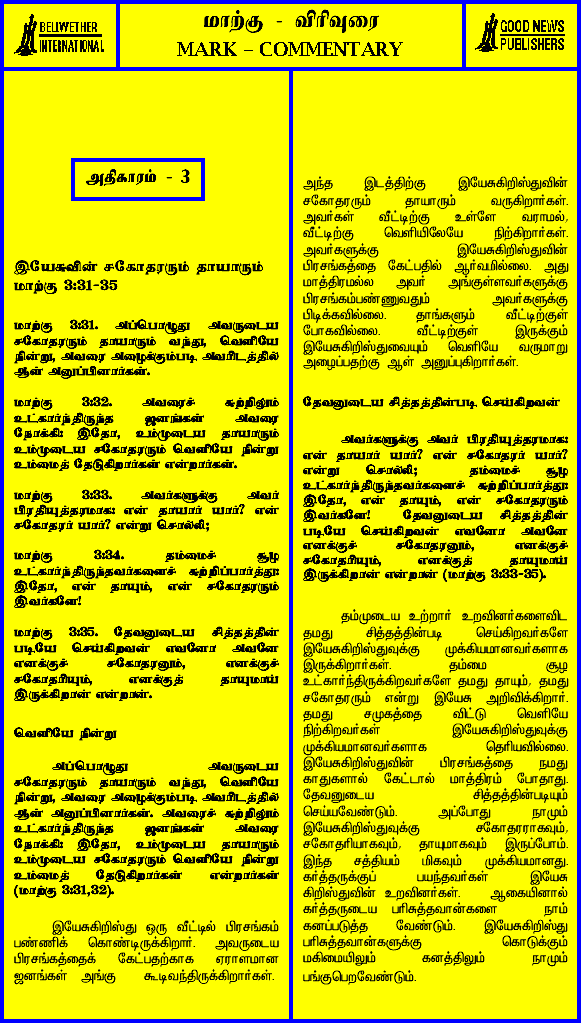 BELLWETHER
INTERNATIONAL
மாற்கு - விரிவுரை
MARK – COMMENTARY
GOOD NEWS
PUBLISHERS
அதிகாரம் - 3
இயேசுவின் சகோதரரும் தாயாரும்
மாற்கு 3:31-35
மாற்கு 3:31. அப்பொழுது அவருடைய
சகோதரரும் தாயாரும் வந்து, வெளியே
நின்று, அவரை அழைக்கும்படி அவரிடத்தில்
ஆள் அனுப்பினார்கள்.
மாற்கு 3:32. அவரைச் சுற்றிலும்
உட்கார்ந்திருந்த ஜனங்கள் அவரை
நோக்கி: இதோ, உம்முடைய தாயாரும்
உம்முடைய சகோதரரும் வெளியே நின்று
உம்மைத் தேடுகிறார்கள் என்றார்கள்.
மாற்கு 3:33. அவர்களுக்கு அவர்
பிரதியுத்தரமாக: என் தாயார் யார்? என்
சகோதரர் யார்? என்று சொல்லி;
மாற்கு 3:34. தம்மைச் சூழ
உட்கார்ந்திருந்தவர்களைச் சுற்றிப்பார்த்து:
இதோ, என் தாயும், என் சகோதரரும்
இவர்களே!
மாற்கு 3:35. தேவனுடைய சித்தத்தின்
படியே செய்கிறவன் எவனோ அவனே
எனக்குச் சகோதரனும், எனக்குச்
சகோதரியும், எனக்குத் தாயுமாய்
இருக்கிறான் என்றான்.
வெளியே நின்று
அப்பொழுது அவருடைய
சகோதரரும் தாயாரும் வந்து, வெளியே
நின்று, அவரை அழைக்கும்படி அவரிடத்தில்
ஆள் அனுப்பினார்கள். அவரைச் சுற்றிலும்
உட்கார்ந்திருந்த ஜனங்கள் அவரை
நோக்கி: இதோ, உம்முடைய தாயாரும்
உம்முடைய சகோதரரும் வெளியே நின்று
உம்மைத் தேடுகிறார்கள் என்றார்கள்
(மாற்கு 3:31,32).
இயேசுகிறிஸ்து ஒரு வீட்டில் பிரசங்கம்
பண்ணிக் கொண்டிருக்கிறார். அவருடைய
பிரசங்கத்தைக் கேட்பதற்காக ஏராளமான
ஜனங்கள் அங்கு கூடிவந்திருக்கிறார்கள்.
அந்த இடத்திற்கு இயேசுகிறிஸ்துவின்
சகோதரரும் தாயாரும் வருகிறார்கள்.
அவர்கள் வீட்டிற்கு உள்ளே வராமல்,
வீட்டிற்கு வெளியிலேயே நிற்கிறார்கள்.
அவர்களுக்கு இயேசுகிறிஸ்துவின்
பிரசங்கத்தை கேட்பதில் ஆர்வமில்லை. அது
மாத்திரமல்ல அவர் அங்குள்ளவர்களுக்கு
பிரசங்கம்பண்ணுவதும் அவர்களுக்கு
பிடிக்கவில்லை. தாங்களும் வீட்டிற்குள்
போகவில்லை. வீட்டிற்குள் இருக்கும்
இயேசுகிறிஸ்துவையும் வெளியே வருமாறு
அழைப்பதற்கு ஆள் அனுப்புகிறார்கள்.
தேவனுடைய சித்தத்தின்படி செய்கிறவன்
அவர்களுக்கு அவர் பிரதியுத்தரமாக:
என் தாயார் யார்? என் சகோதரர் யார்?
என்று சொல்லி; தம்மைச் சூழ
உட்கார்ந்திருந்தவர்களைச் சுற்றிப்பார்த்து:
இதோ, என் தாயும், என் சகோதரரும்
இவர்களே! தேவனுடைய சித்தத்தின்
படியே செய்கிறவன் எவனோ அவனே
எனக்குச் சகோதரனும், எனக்குச்
சகோதரியும், எனக்குத் தாயுமாய்
இருக்கிறான் என்றான் (மாற்கு 3:33-35).
தம்முடைய உற்றார் உறவினர்களைவிட
தமது சித்தத்தின்படி செய்கிறவர்களே
இயேசுகிறிஸ்துவுக்கு முக்கியமானவர்களாக
இருக்கிறார்கள். தம்மை சூழ
உட்கார்ந்திருக்கிறவர்களே தமது தாயும், தமது
சகோதரரும் என்று இயேசு அறிவிக்கிறார்.
தமது சமுகத்தை விட்டு வெளியே
நிற்கிறவர்கள் இயேசுகிறிஸ்துவுக்கு
முக்கியமானவர்களாக தெரியவில்லை.
இயேசுகிறிஸ்துவின் பிரசங்கத்தை நமது
காதுகளால் கேட்டால் மாத்திரம் போதாது.
தேவனுடைய சித்தத்தின்படியும்
செய்யவேண்டும். அப்போது நாமும்
இயேசுகிறிஸ்துவுக்கு சகோதரராகவும்,
சகோதரியாகவும், தாயுமாகவும் இருப்போம்.
இந்த சத்தியம் மிகவும் முக்கியமானது.
கர்த்தருக்குப் பயந்தவர்கள் இயேசு
கிறிஸ்துவின் உறவினர்கள். ஆகையினால்
கர்த்தருடைய பரிசுத்தவான்களை நாம்
கனப்படுத்த வேண்டும். இயேசுகிறிஸ்து
பரிசுத்தவான்களுக்கு கொடுக்கும்
மகிமையிலும் கனத்திலும் நாமும்
பங்குபெறவேண்டும்.